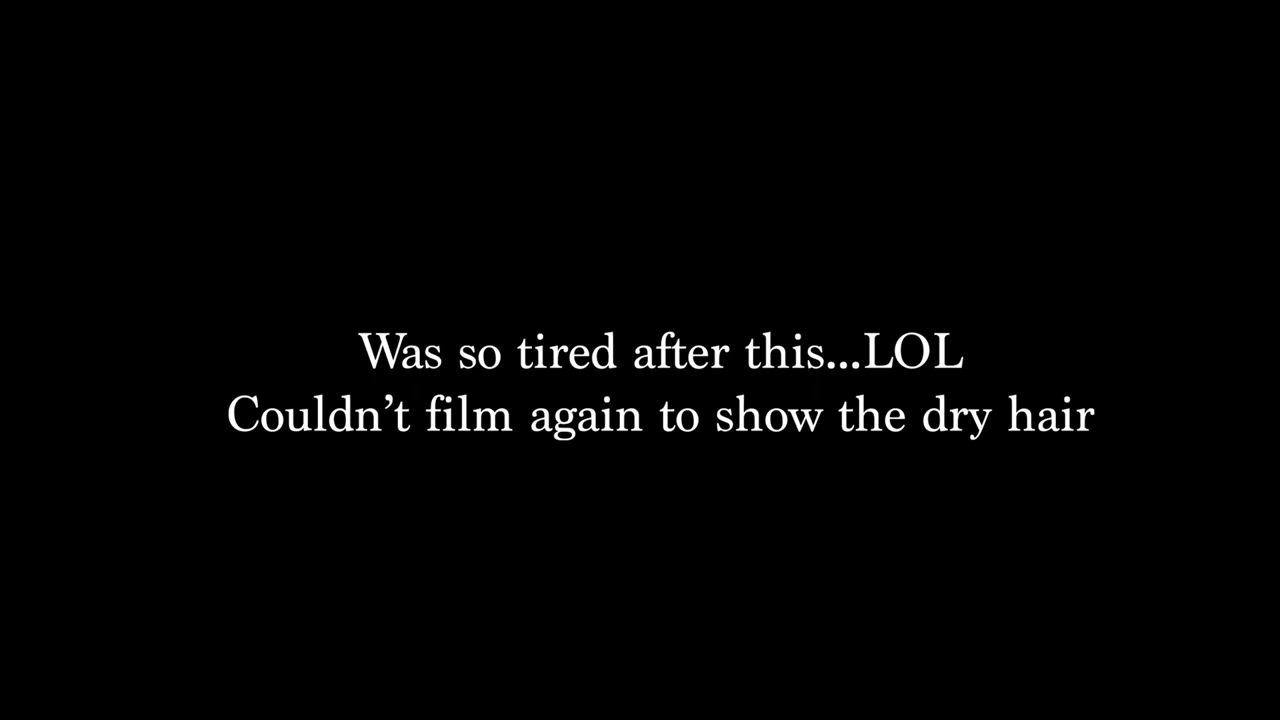 Was so tired after this...LOL
Couldn’t film again to show the dry hair